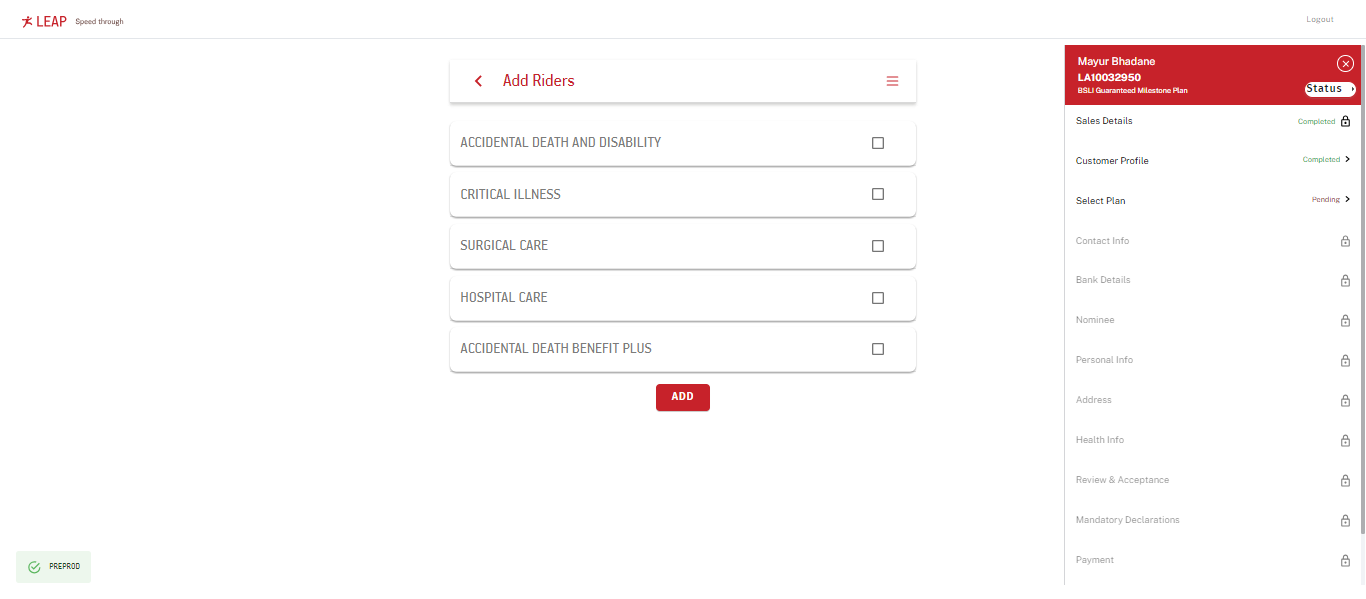 LEAP Speed through
Logout
Add Riders
ACCIDENTAL DEATH AND DISABILITY
CRITICAL ILLNESS
SURGICAL CARE
HOSPITAL CARE
ACCIDENTAL DEATH BENEFIT PLUS
ADD
PREPROD
Mayur Bhadane
LA10032950
BSLI Guaranteed Milestone Plan
Status
Sales Details Completed
Customer Profile Completed
Select Plan Pending
Contact Info
Bank Details
Nominee
Personal Info
Address
Health Info
Review & Acceptance
Mandatory Declarations
Payment